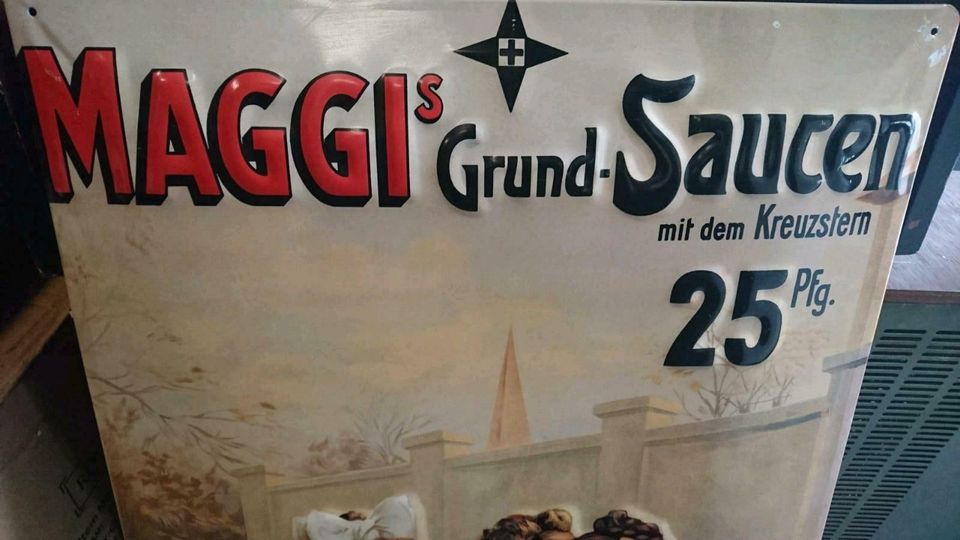 MAGGIs Grund-Saucen
mit dem Kreuzstern
25 Pfg.